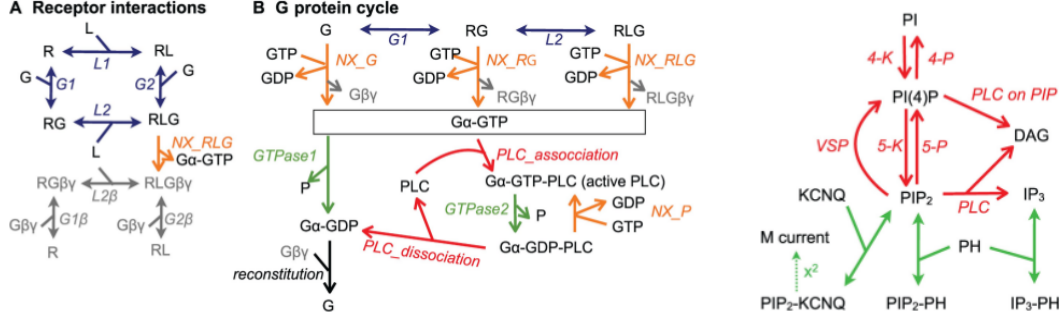 A Receptor interactions
L
R RL
L1
G G1 G2 G
RG L2 RLG
NX_RLG
L Gα-GTP
RGβγ RLGβγ
L2β
Gβγ G1β Gβγ G2β
R RL
B G protein cycle
G G1 RG L2 RLG
GTP NX_G GTP NX_RG GTP NX_RLG
GDP GDP GDP
Gβγ RGβγ RLGβγ
Gα-GTP
GTPase1 PLC_assocciation
P PLC Gα-GTP-PLC (active PLC)
GTPase2 P GDP NX_P
GTP
Gα-GDP Gα-GDP-PLC
PLC_dissociation
Gβγ
reconstitution
G
PI
4-K 4-P
PI(4)P PLC on PIP
DAG
VSP 5-K 5-P
KCNQ PIP2 PLC IP3
M current PH
x²
PIP2-KCNQ PIP2-PH IP3-PH